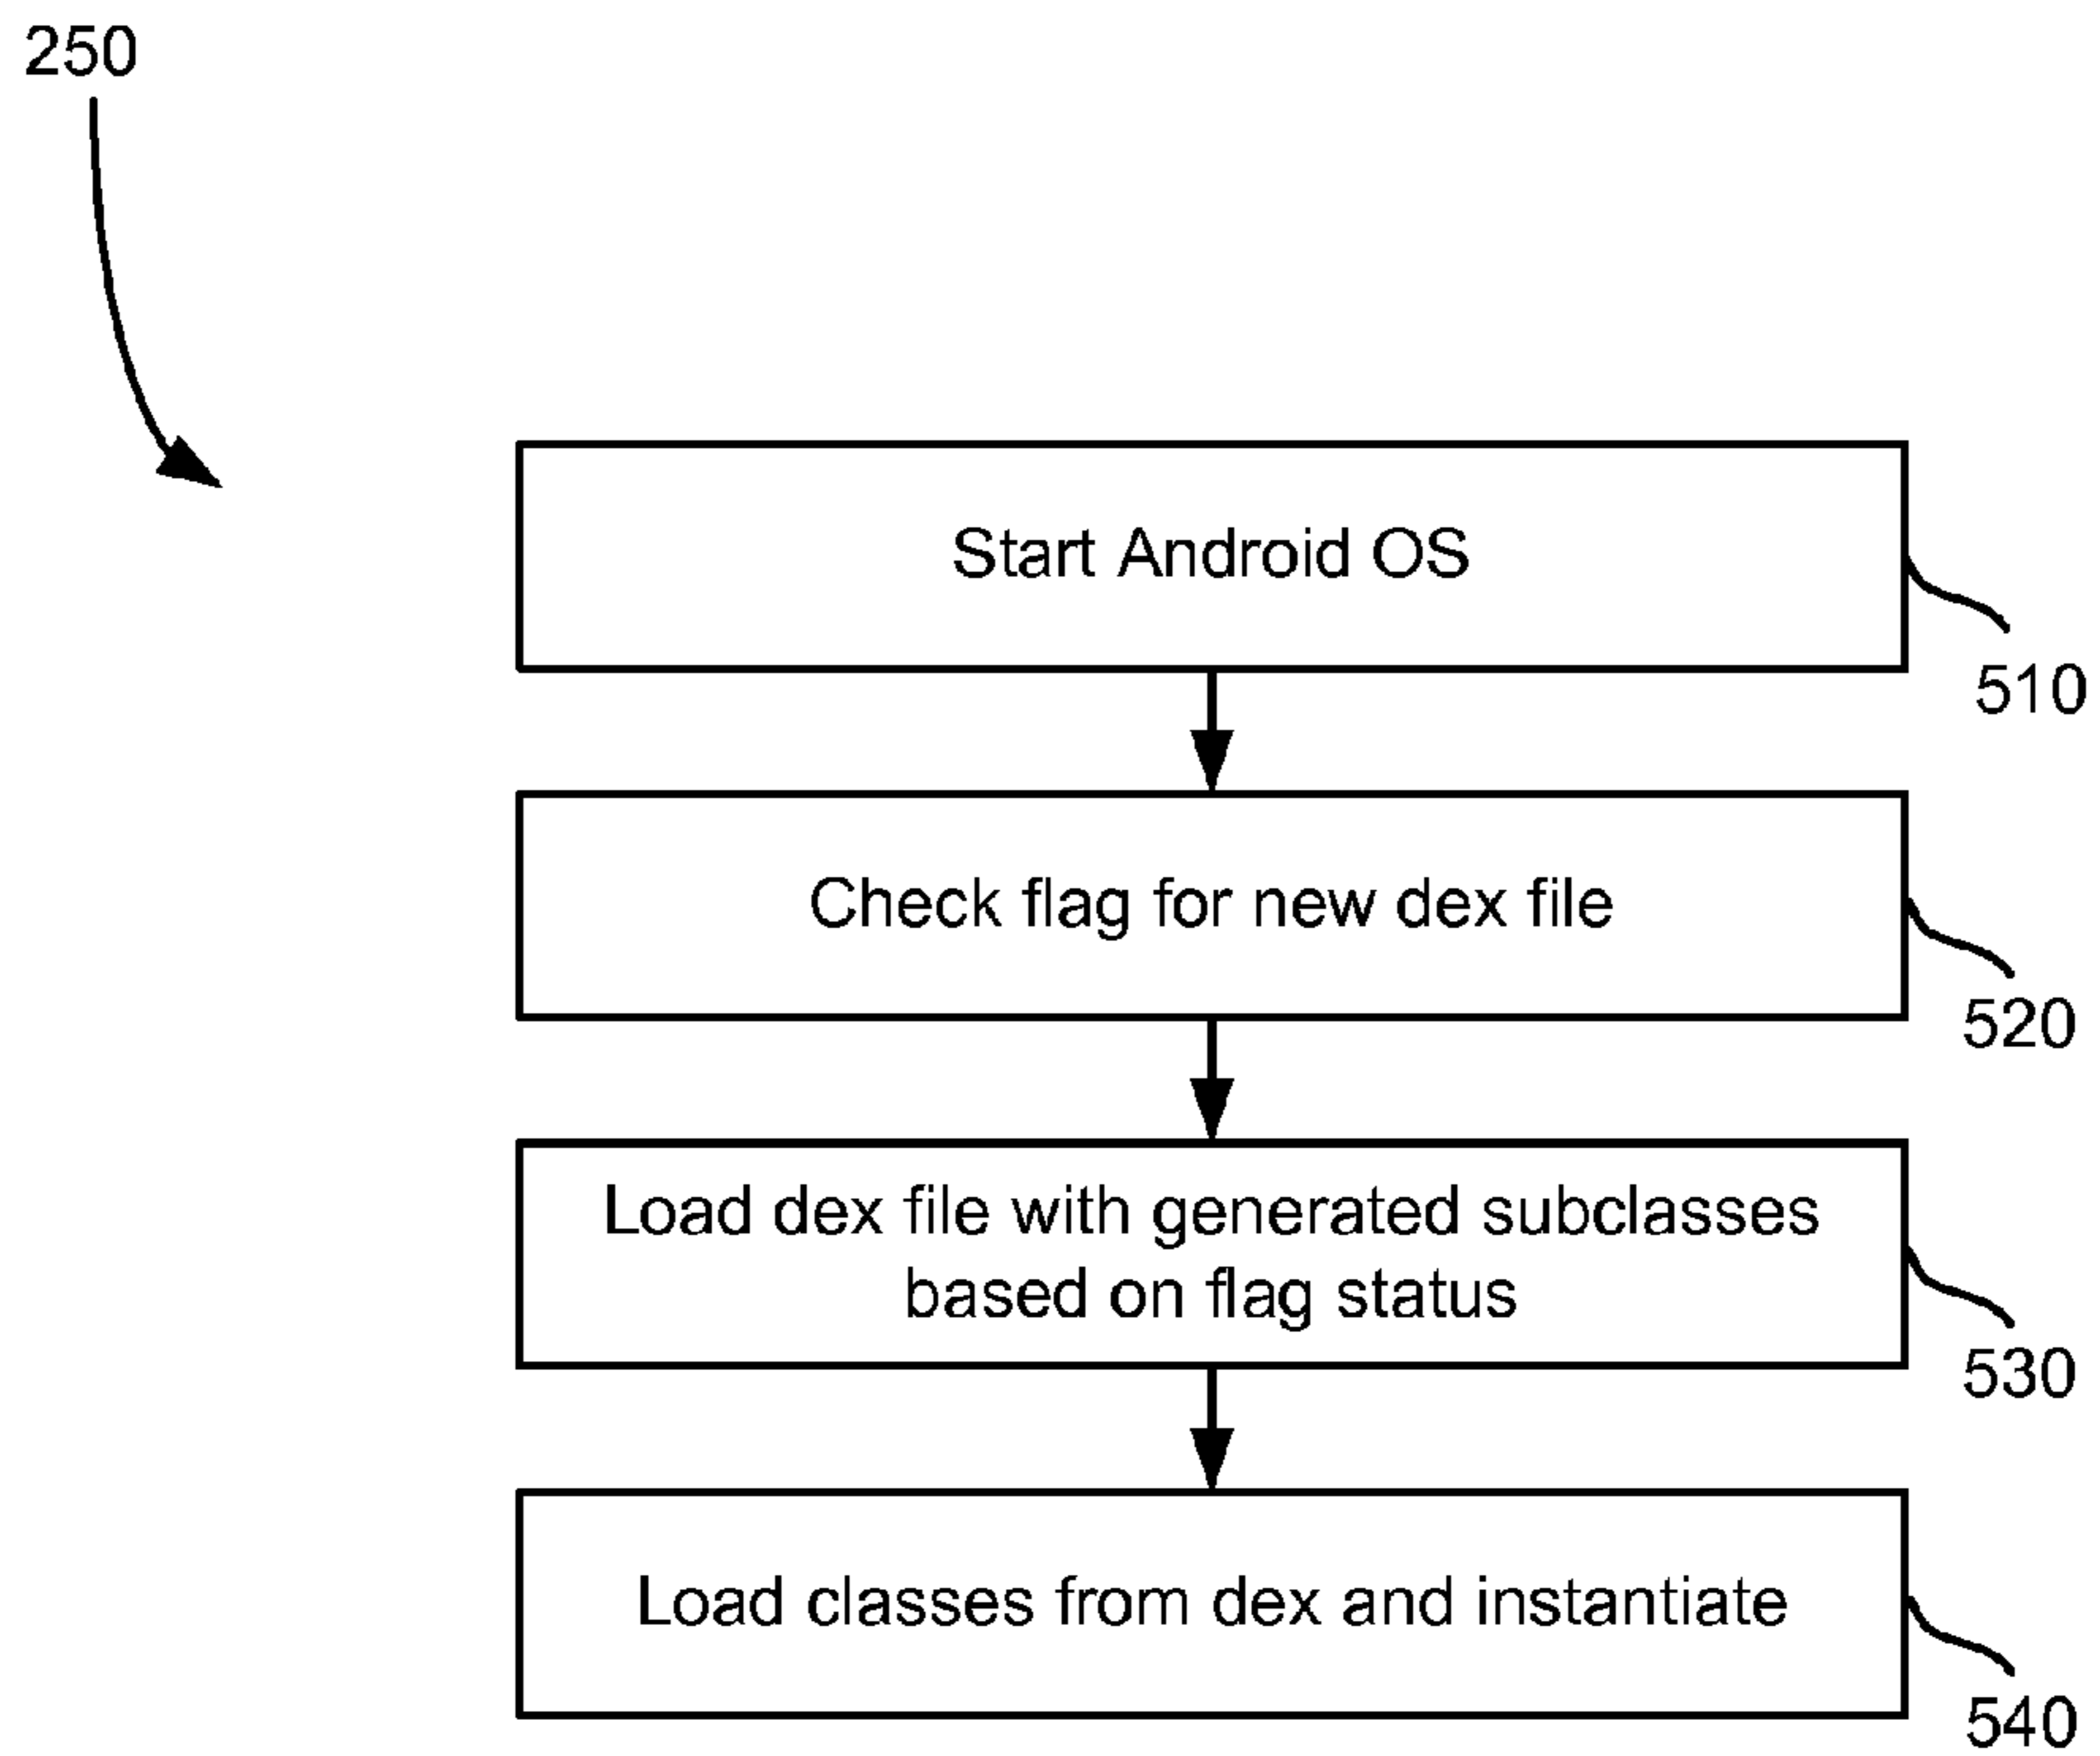 250
Start Android OS
510
Check flag for new dex file
520
Load dex file with generated subclasses
based on flag status
530
Load classes from dex and instantiate
540